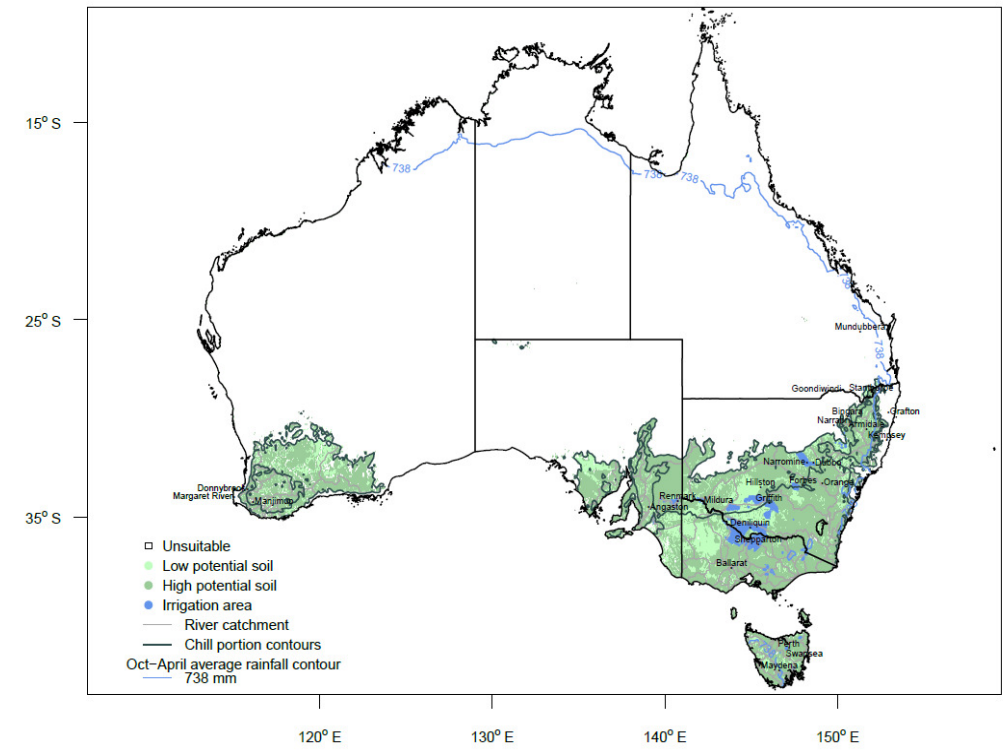 15° S
25° S
35° S
738
738
738
738
738
Mundubbera
Goondiwindi
Stanthorpe
Bingara
Grafton
Narrabri
Armidale
Kempsey
Narromine
Dubbo
Hillston
Forbes
Orange
Donnybrook
Margaret River
Manjimup
Renmark
Mildura
Griffith
Angaston
Deniliquin
Shepparton
Ballarat
Perth
Swansea
Maydena
Unsuitable
Low potential soil
High potential soil
Irrigation area
River catchment
Chill portion contours
Oct-April average rainfall contour
738 mm
120° E
130° E
140° E
150° E